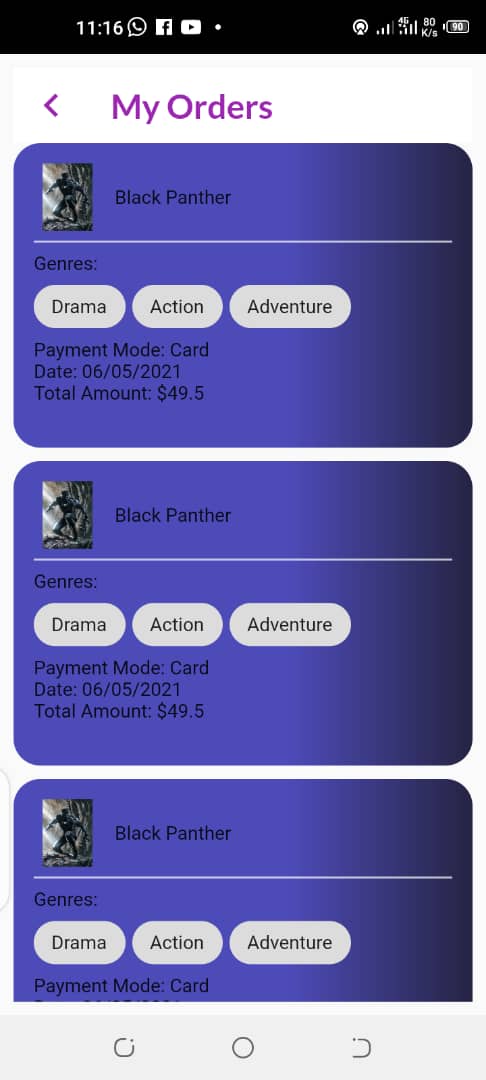 11:16
4G 80 K/s 90
My Orders
Black Panther
Genres:
Drama Action Adventure
Payment Mode: Card
Date: 06/05/2021
Total Amount: $49.5
Black Panther
Genres:
Drama Action Adventure
Payment Mode: Card
Date: 06/05/2021
Total Amount: $49.5
Black Panther
Genres:
Drama Action Adventure
Payment Mode: Card